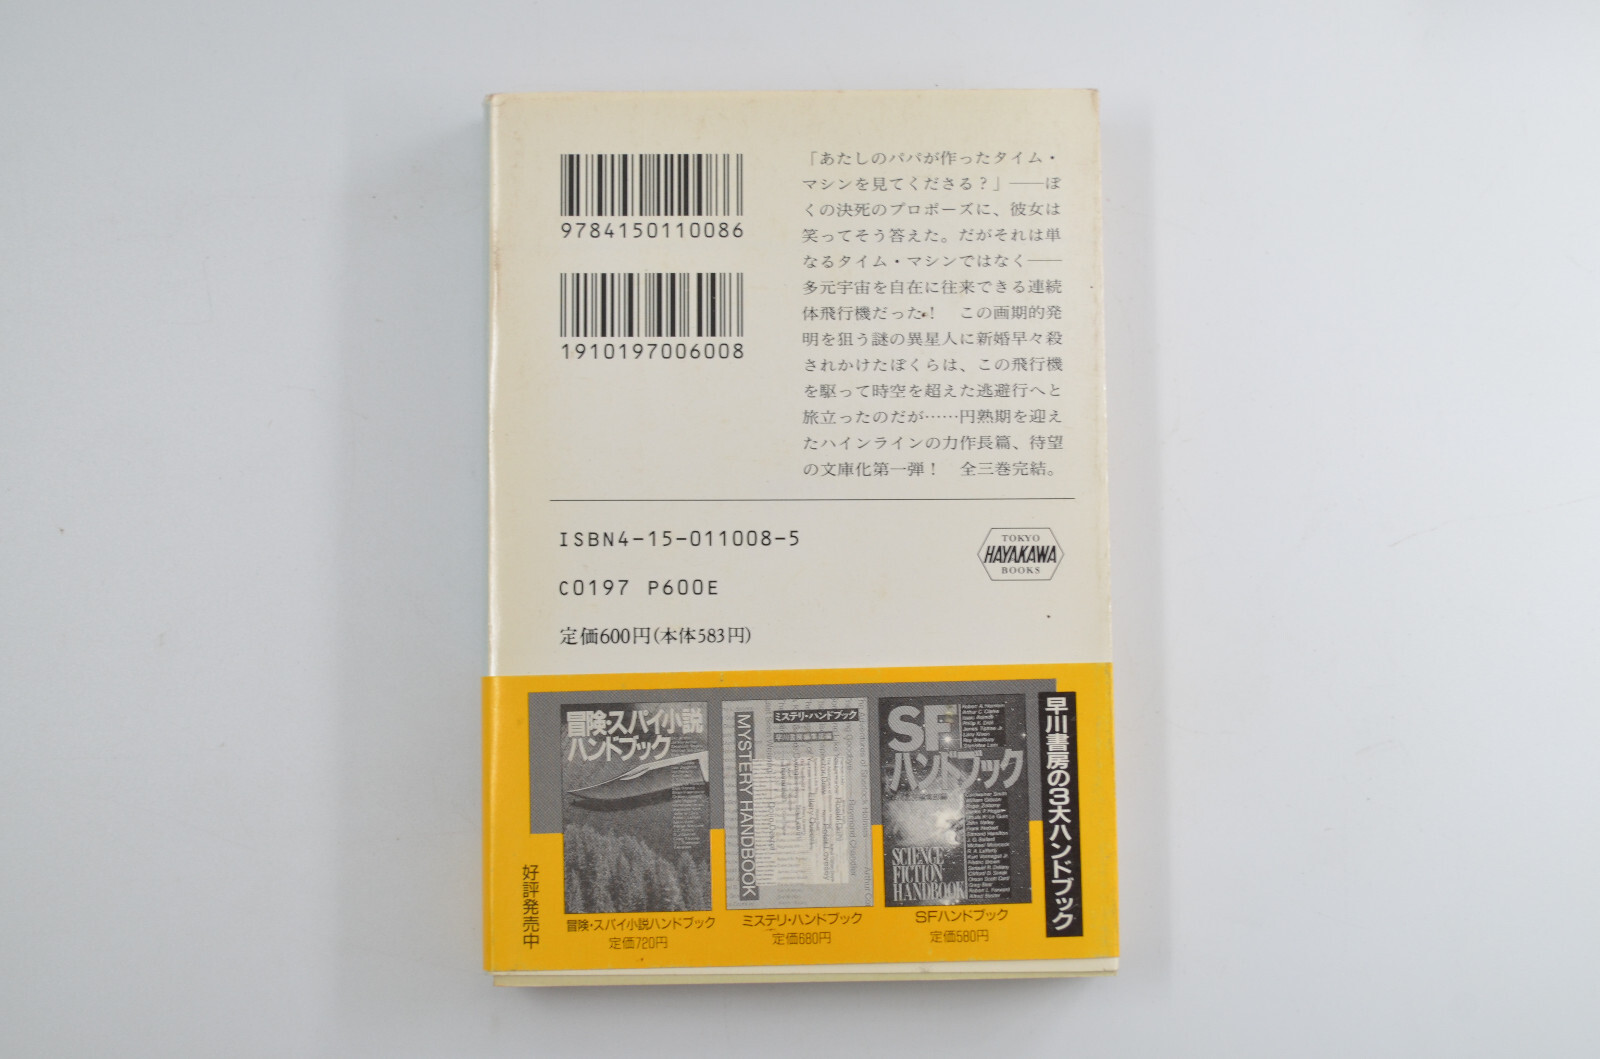 9784150110086
1910197006008
「あたしのパパが作ったタイム・
マシンを見てくださる？」――ぼ
くの決死のプロポーズに、彼女は
笑ってそう答えた。だがそれは単
なるタイム・マシンではなく――
多元宇宙を自在に往来できる連続
体飛行機だった！　この画期的発
明を狙う謎の異星人に新婚早々殺
されかけたぼくらは、この飛行機
を駆って時空を超えた逃避行へと
旅立ったのだが……円熟期を迎え
たハインラインの力作長篇、待望
の文庫化第一弾！　全三巻完結。
ISBN4-15-011008-5
C0197 P600E
定価600円(本体583円)
TOKYO
HAYAKAWA
BOOKS
早川書房の3大ハンドブック
SF
ハンドブック
SCIENCE
FICTION
HANDBOOK
SFハンドブック
定価580円
ミステリ・ハンドブック
早川書房編集部編
MYSTERY HANDBOOK
Raymond Chandler
ミステリ・ハンドブック
定価680円
冒険・スパイ小説
ハンドブック
冒険・スパイ小説ハンドブック
定価720円
好評発売中